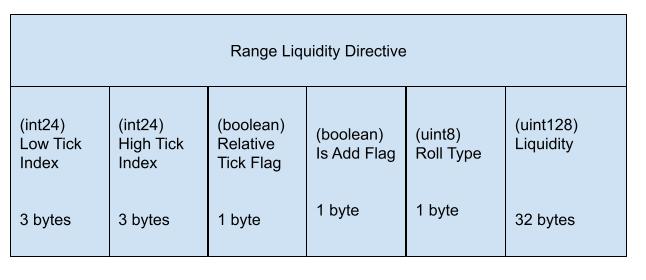 Range Liquidity Directive
(int24)
Low Tick
Index
3 bytes
(int24)
High Tick
Index
3 bytes
(boolean)
Relative
Tick Flag
1 byte
(boolean)
Is Add Flag
1 byte
(uint8)
Roll Type
1 byte
(uint128)
Liquidity
32 bytes